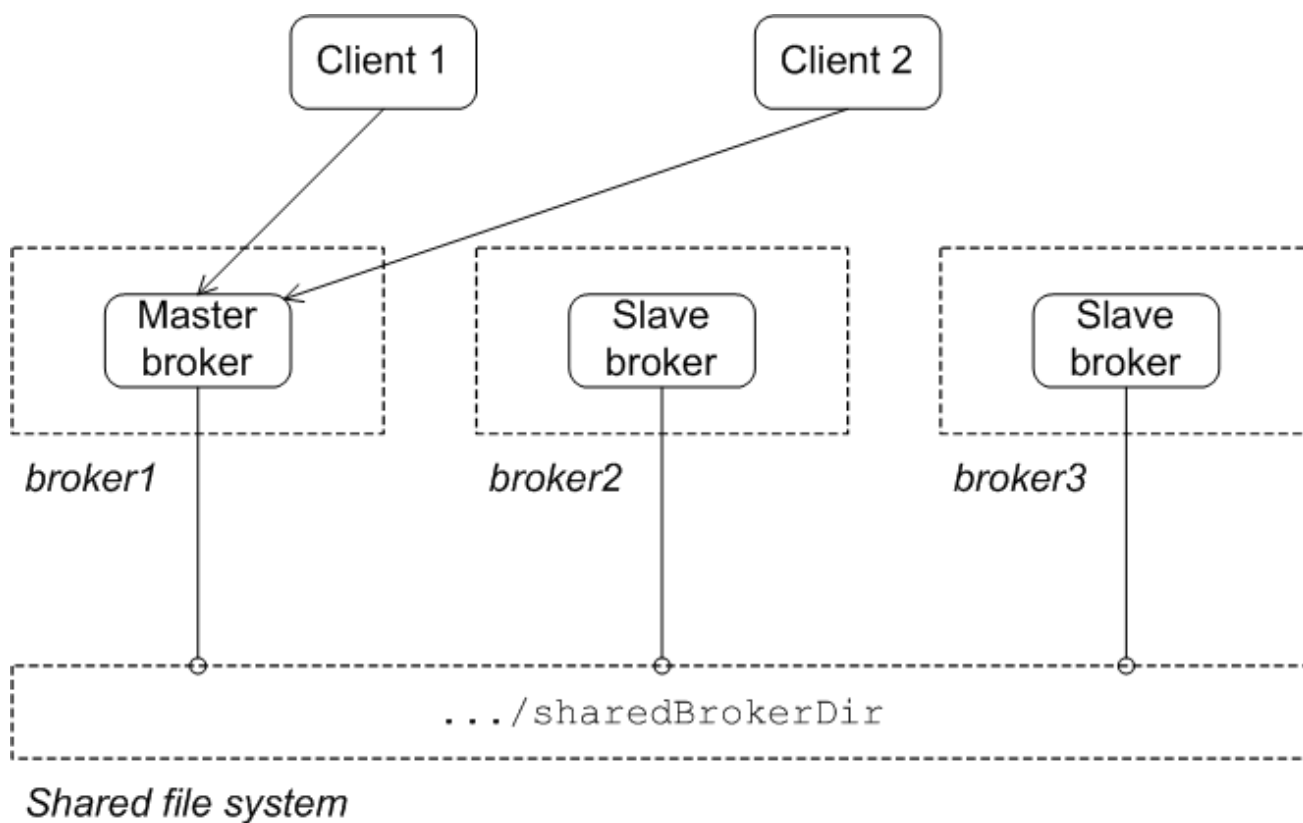 Client 1
Client 2
Master
broker
Slave
broker
Slave
broker
broker1
broker2
broker3
.../sharedBrokerDir
Shared file system